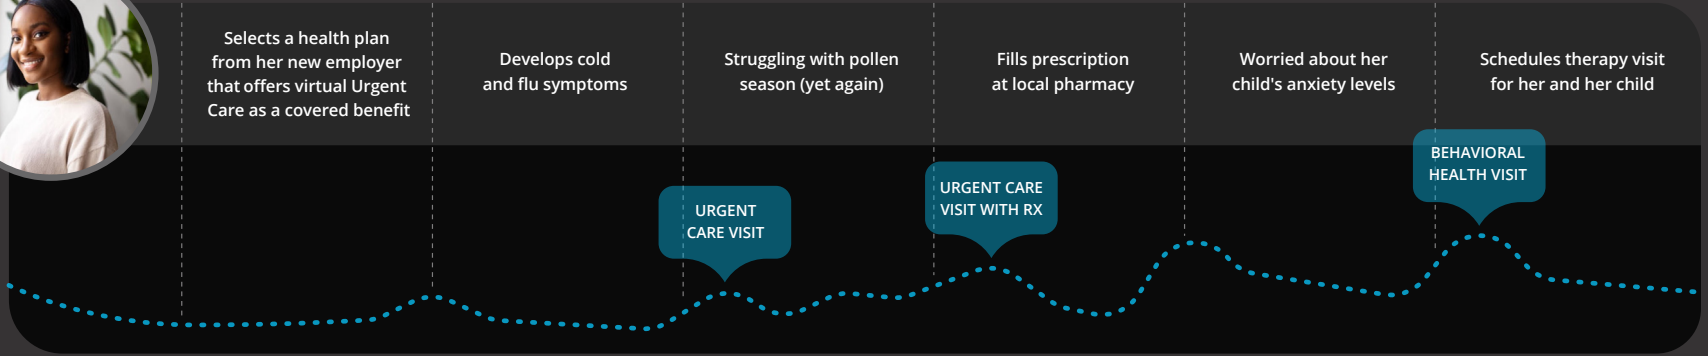 Selects a health plan
from her new employer
that offers virtual Urgent
Care as a covered benefit
Develops cold
and flu symptoms
Struggling with pollen
season (yet again)
Fills prescription
at local pharmacy
Worried about her
child's anxiety levels
Schedules therapy visit
for her and her child
URGENT
CARE VISIT
URGENT CARE
VISIT WITH RX
BEHAVIORAL
HEALTH VISIT